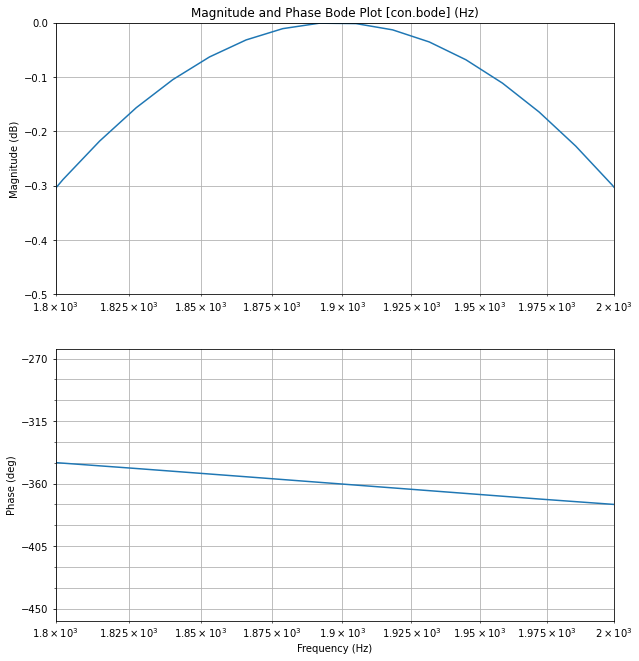 Magnitude and Phase Bode Plot [con.bode] (Hz)
0.0
−0.1
−0.2
−0.3
−0.4
−0.5
Magnitude (dB)
1.8 × 10³ 1.825 × 10³ 1.85 × 10³ 1.875 × 10³ 1.9 × 10³ 1.925 × 10³ 1.95 × 10³ 1.975 × 10³ 2 × 10³
−270
−315
−360
−405
−450
Phase (deg)
1.8 × 10³ 1.825 × 10³ 1.85 × 10³ 1.875 × 10³ 1.9 × 10³ 1.925 × 10³ 1.95 × 10³ 1.975 × 10³ 2 × 10³
Frequency (Hz)